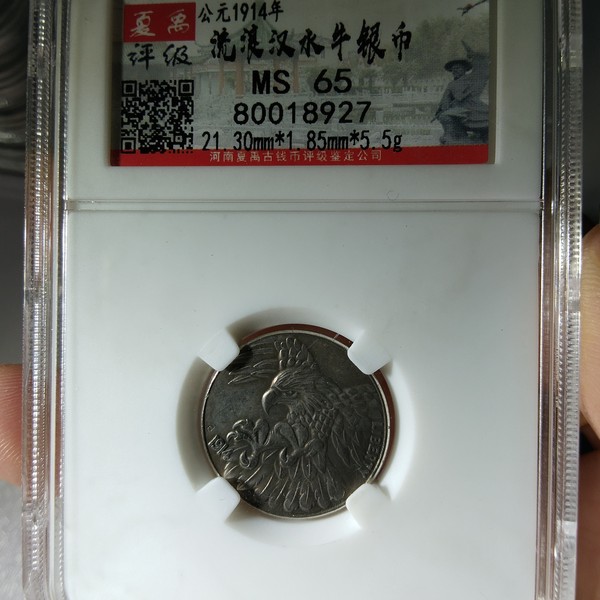 夏禹
评级
公元1914年
流浪汉水牛银币
MS 65
80018927
21.30mm*1.85mm*5.5g
河南夏禹古钱币评级鉴定公司
LIBERTY